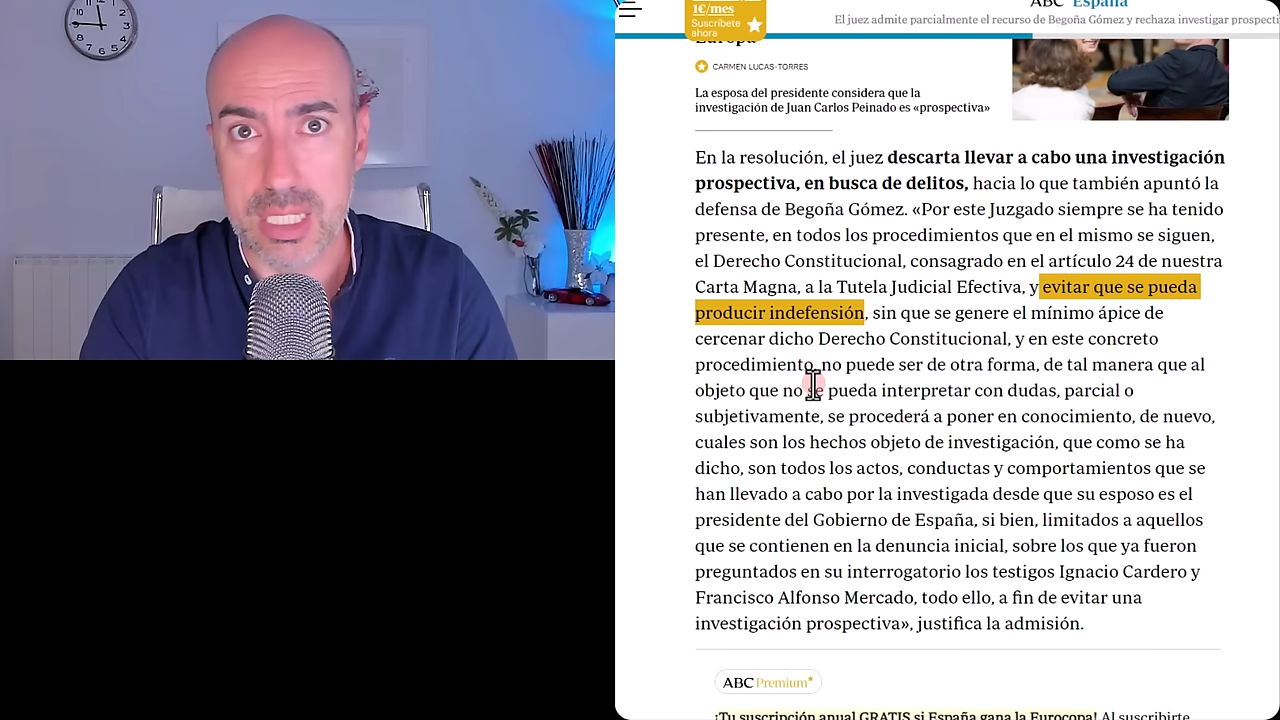 1€/mes
Suscríbete
ahora
ABC España
El juez admite parcialmente el recurso de Begoña Gómez y rechaza investigar
Europa
CARMEN LUCAS-TORRES
La esposa del presidente considera que la
investigación de Juan Carlos Peinado es «prospectiva»
En la resolución, el juez descarta llevar a cabo una investigación
prospectiva, en busca de delitos, hacia lo que también apuntó la
defensa de Begoña Gómez. «Por este Juzgado siempre se ha tenido
presente, en todos los procedimientos que en el mismo se siguen,
el Derecho Constitucional, consagrado en el artículo 24 de nuestra
Carta Magna, a la Tutela Judicial Efectiva, y evitar que se pueda
producir indefensión, sin que se genere el mínimo ápice de
cercenar dicho Derecho Constitucional, y en este concreto
procedimiento, no puede ser de otra forma, de tal manera que al
objeto que no se pueda interpretar con dudas, parcial o
subjetivamente, se procederá a poner en conocimiento, de nuevo,
cuales son los hechos objeto de investigación, que como se ha
dicho, son todos los actos, conductas y comportamientos que se
han llevado a cabo por la investigada desde que su esposo es el
presidente del Gobierno de España, si bien, limitados a aquellos
que se contienen en la denuncia inicial, sobre los que ya fueron
preguntados en su interrogatorio los testigos Ignacio Cardero y
Francisco Alfonso Mercado, todo ello, a fin de evitar una
investigación prospectiva», justifica la admisión.
ABC Premium
¡Tu suscripción anual GRATIS si España gana la Eurocopa! Al suscribirte